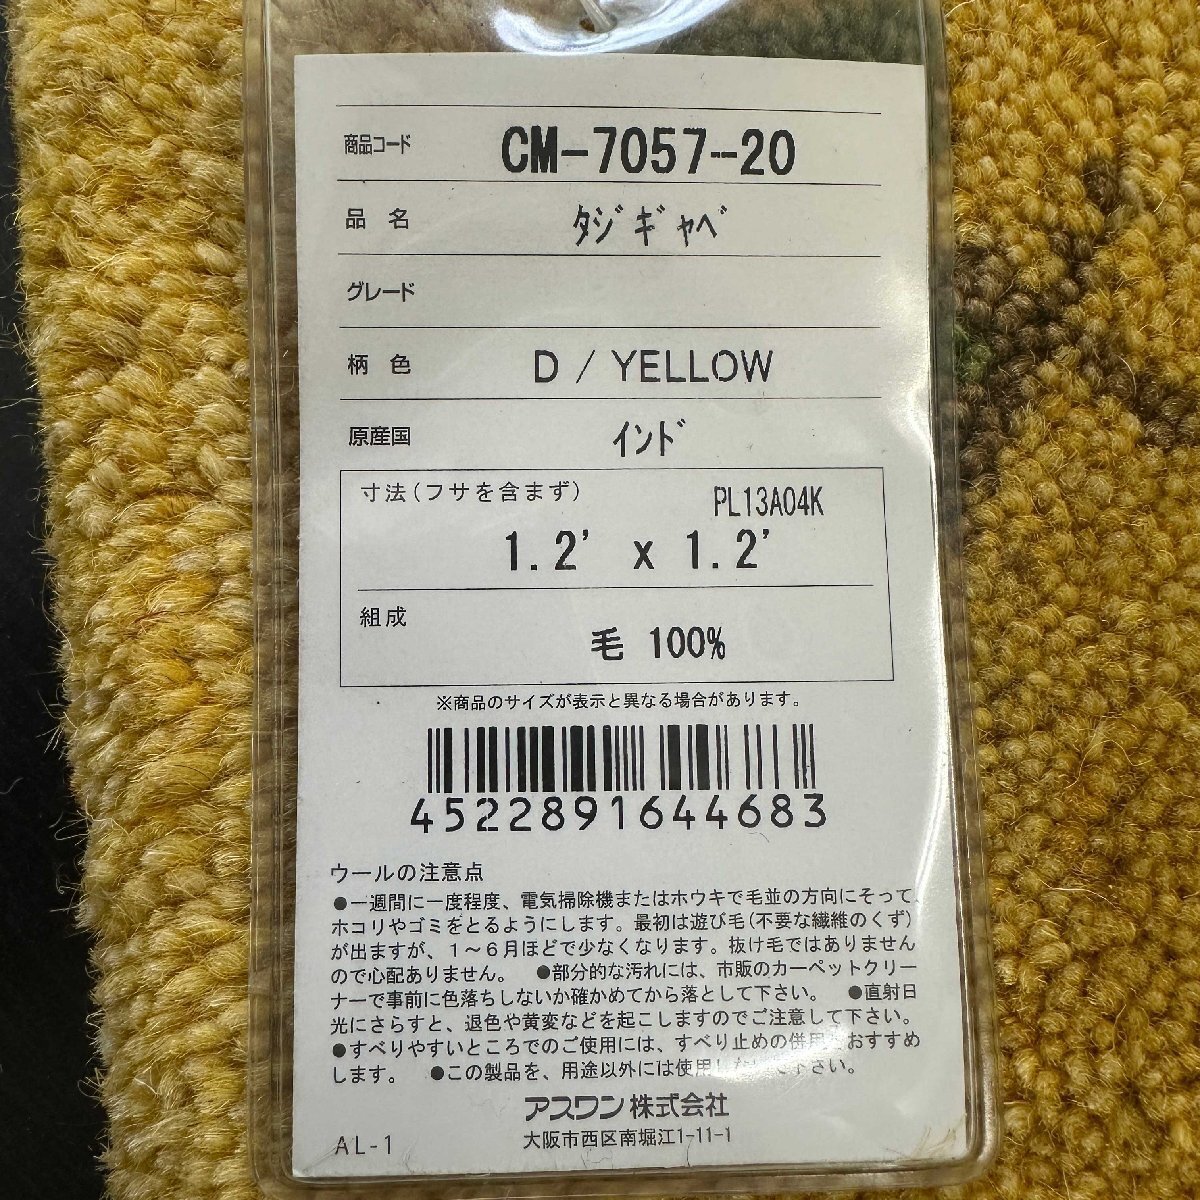 商品コード CM-7057-20
品名 ﾀｼﾞｷﾞｬﾍﾞ
グレード
柄色 D / YELLOW
原産国 ｲﾝﾄﾞ
寸法(フサを含まず) PL13A04K
1.2' x 1.2'
組成
毛 100%
※商品のサイズが表示と異なる場合があります。
4522891644683
ウールの注意点
●一週間に一度程度、電気掃除機またはホウキで毛並の方向にそって、
ホコリやゴミをとるようにします。最初は遊び毛(不要な繊維のくず)
が出ますが、1〜6月ほどで少なくなります。抜け毛ではありません
ので心配ありません。 ●部分的な汚れには、市販のカーペットクリー
ナーで事前に色落ちしないか確かめてから落として下さい。 ●直射日
光にさらすと、退色や黄変などを起こしますのでご注意して下さい。
●すべりやすいところでのご使用には、すべり止めの併用をおすすめ
します。 ●この製品を、用途以外には使用しないで下さい。
アスワン株式会社
AL-1 大阪市西区南堀江1-11-1